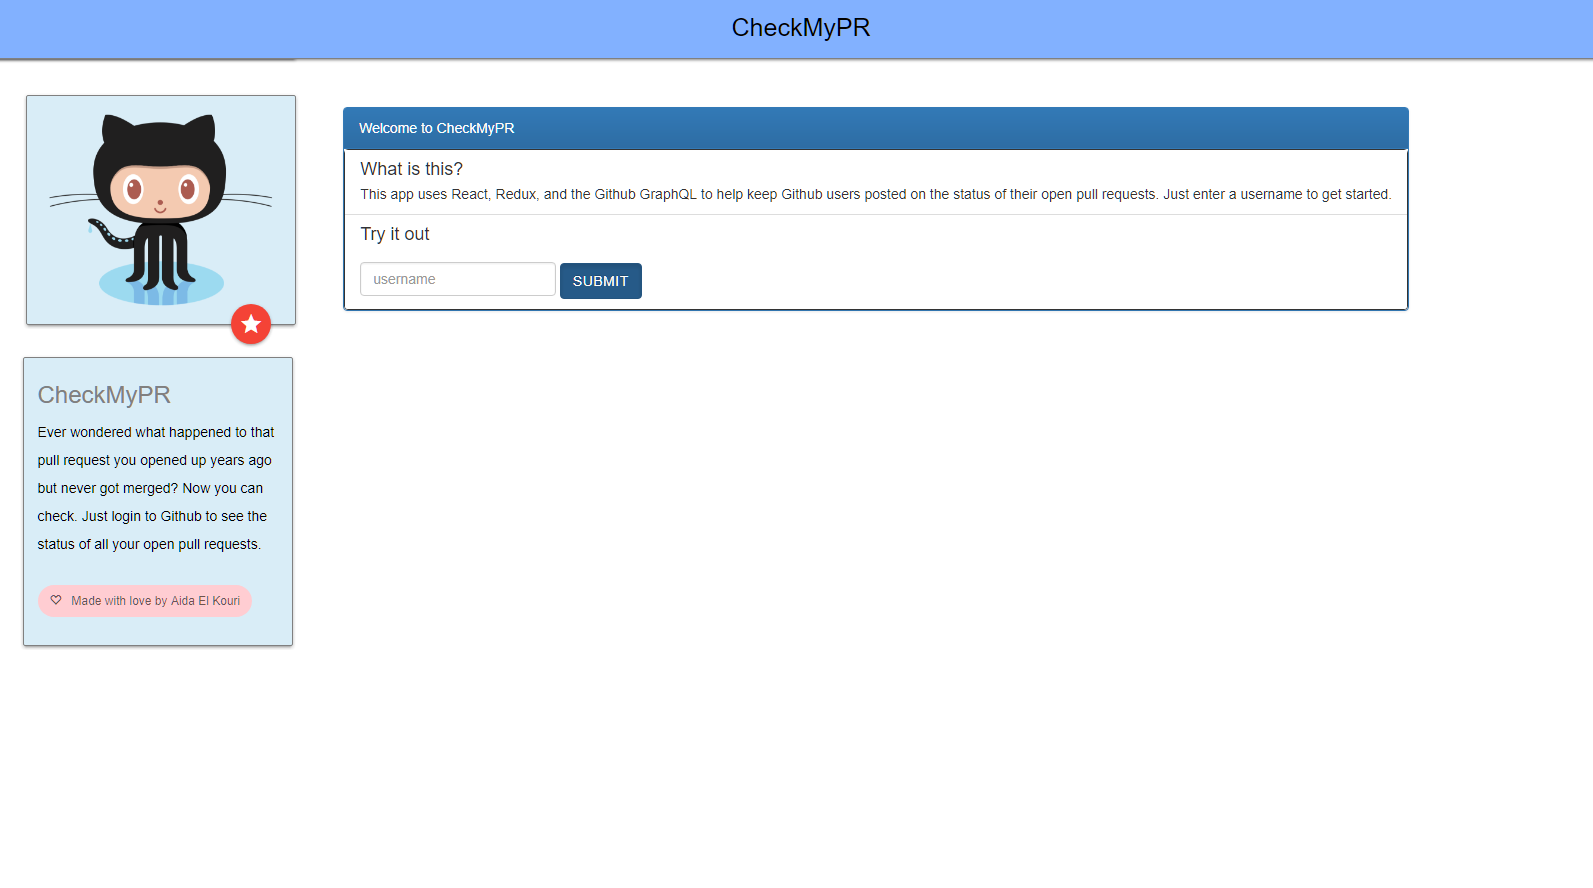 CheckMyPR
Welcome to CheckMyPR
What is this?
This app uses React, Redux, and the Github GraphQL to help keep Github users posted on the status of their open pull requests. Just enter a username to get started.
Try it out
username
SUBMIT
CheckMyPR
Ever wondered what happened to that
pull request you opened up years ago
but never got merged? Now you can
check. Just login to Github to see the
status of all your open pull requests.
Made with love by Aida El Kouri